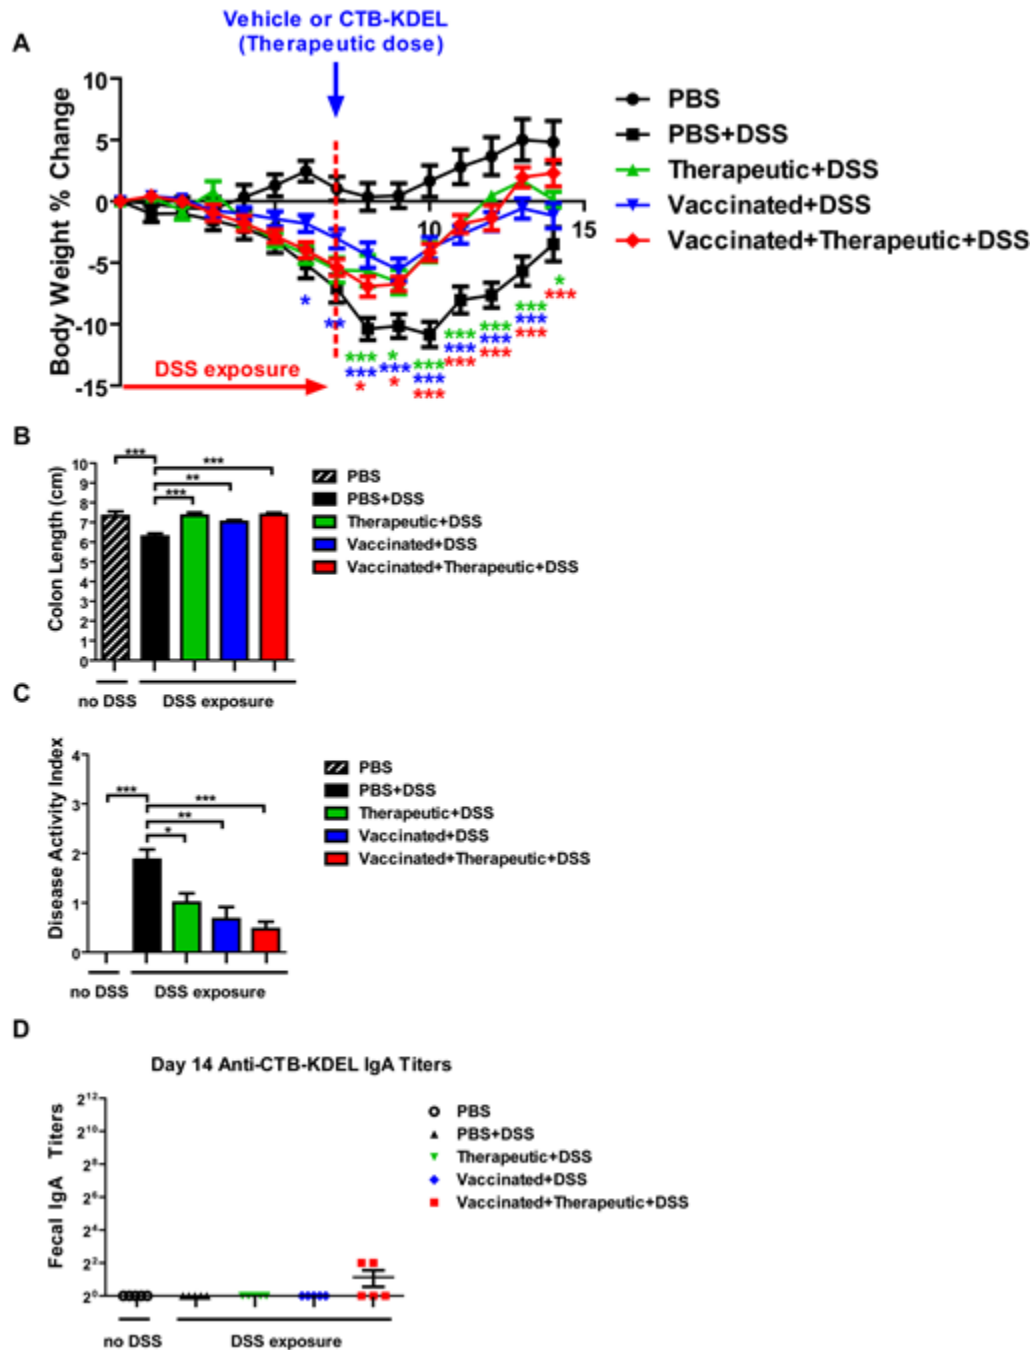 A
Vehicle or CTB-KDEL
(Therapeutic dose)
Body Weight % Change
10
5
0
-5
-10
-15
10
15
DSS exposure
*
**
***
***
*
*
***
*
***
***
***
***
***
***
***
***
***
***
***
***
*
***
PBS
PBS+DSS
Therapeutic+DSS
Vaccinated+DSS
Vaccinated+Therapeutic+DSS
B
Colon Length (cm)
10
9
8
7
6
5
4
3
2
1
0
***
***
**
***
no DSS
DSS exposure
PBS
PBS+DSS
Therapeutic+DSS
Vaccinated+DSS
Vaccinated+Therapeutic+DSS
C
Disease Activity Index
4
3
2
1
0
***
***
**
*
no DSS
DSS exposure
PBS
PBS+DSS
Therapeutic+DSS
Vaccinated+DSS
Vaccinated+Therapeutic+DSS
D
Day 14 Anti-CTB-KDEL IgA Titers
Fecal IgA Titers
2¹²
2¹⁰
2⁸
2⁶
2⁴
2²
2⁰
no DSS
DSS exposure
PBS
PBS+DSS
Therapeutic+DSS
Vaccinated+DSS
Vaccinated+Therapeutic+DSS